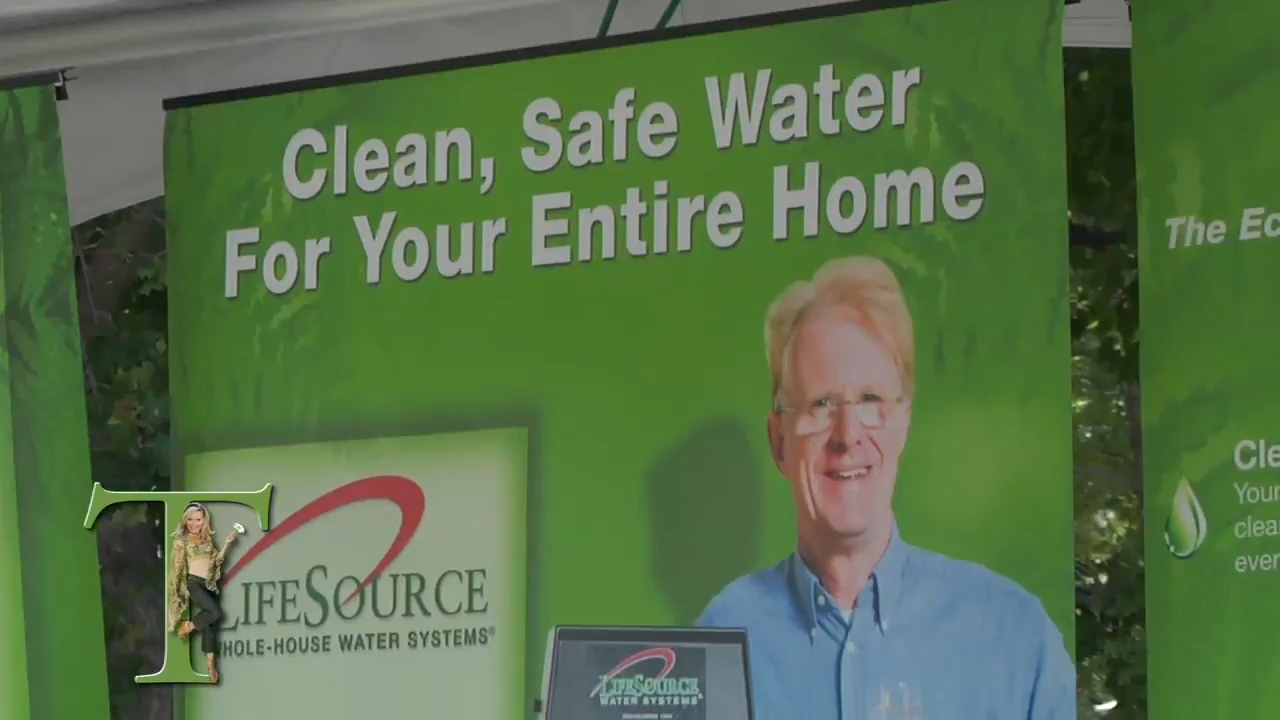 Clean, Safe Water
For Your Entire Home
The Ec
LIFESOURCE
WHOLE-HOUSE WATER SYSTEMS®
T
LIFESOURCE
WATER SYSTEMS®
Cle
Your
clea
ever